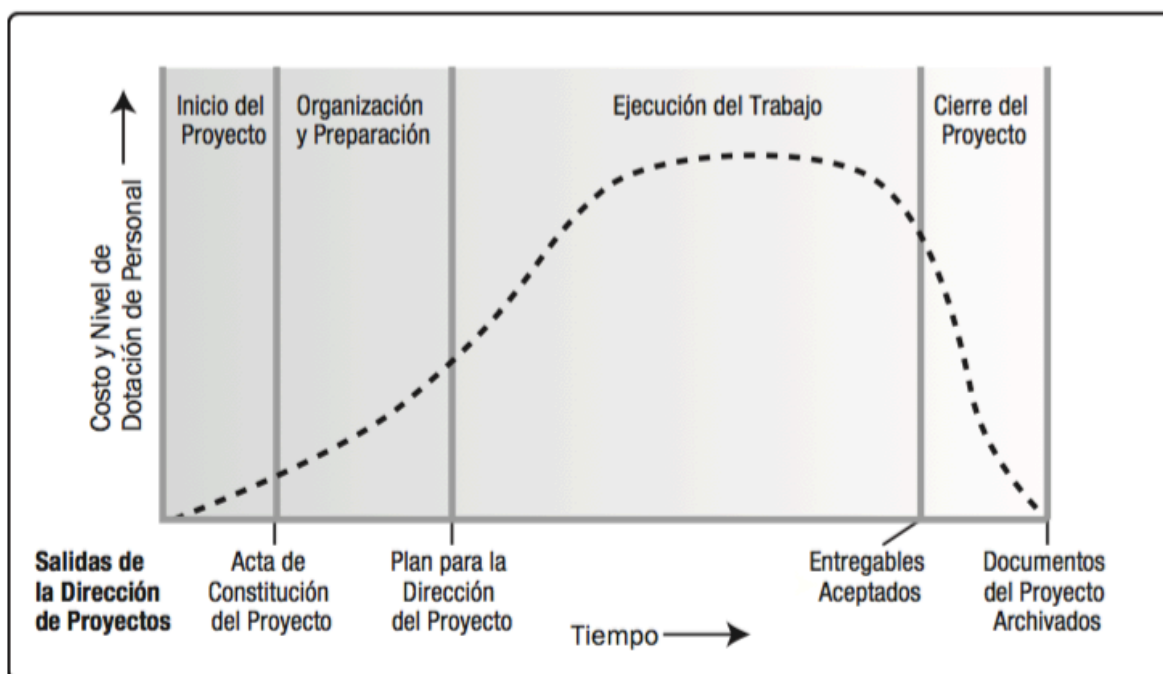 Inicio del
Proyecto
Organización
y Preparación
Ejecución del Trabajo
Cierre del
Proyecto
Costo y Nivel de
Dotación de Personal
Salidas de
la Dirección
de Proyectos
Acta de
Constitución
del Proyecto
Plan para la
Dirección
del Proyecto
Entregables
Aceptados
Documentos
del Proyecto
Archivados
Tiempo